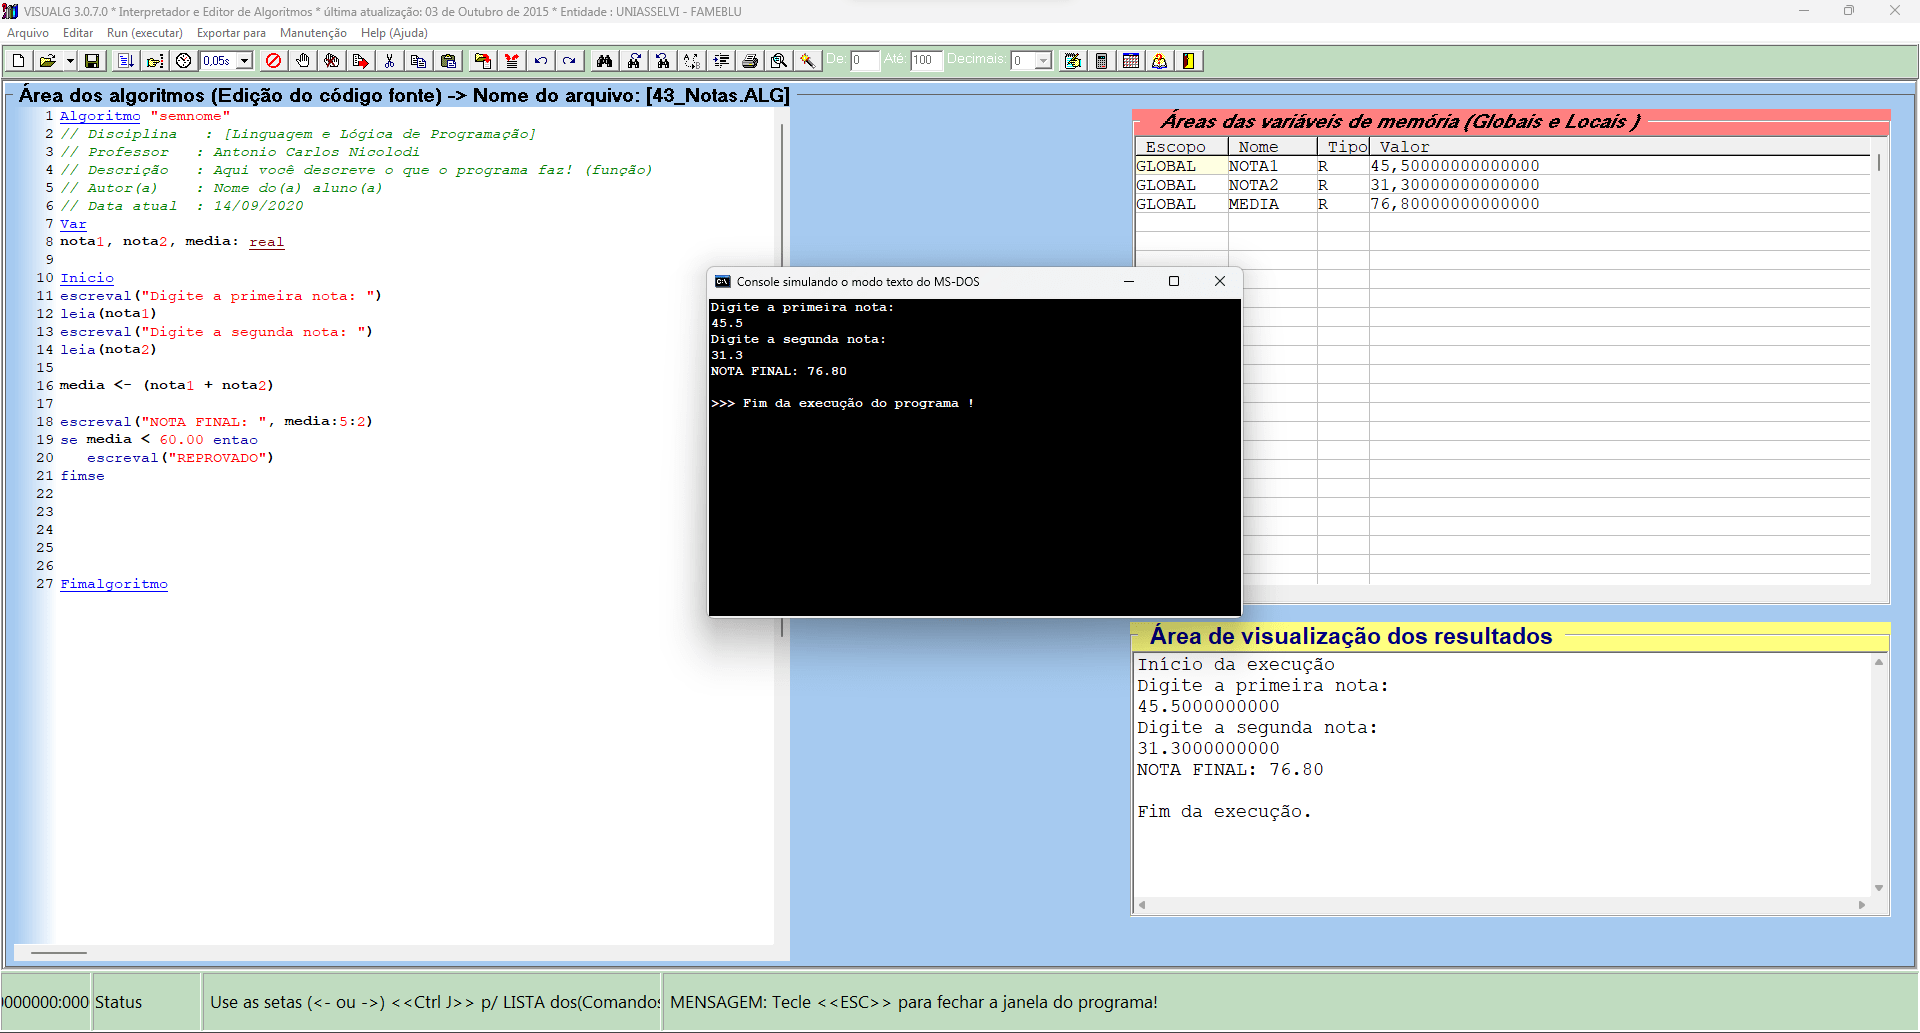 VISUALG 3.0.7.0 * Interpretador e Editor de Algoritmos * última atualização: 03 de Outubro de 2015 * Entidade : UNIASSELVI - FAMEBLU
Arquivo Editar Run (executar) Exportar para Manutenção Help (Ajuda)
0,05s De: 0 Até: 100 Decimais: 0
Área dos algoritmos (Edição do código fonte) -> Nome do arquivo: [43_Notas.ALG]
1 Algoritmo "semnome"
2 // Disciplina : [Linguagem e Lógica de Programação]
3 // Professor : Antonio Carlos Nicolodi
4 // Descrição : Aqui você descreve o que o programa faz! (função)
5 // Autor(a) : Nome do(a) aluno(a)
6 // Data atual : 14/09/2020
7 Var
8 nota1, nota2, media: real
9
10 Inicio
11 escreval("Digite a primeira nota: ")
12 leia(nota1)
13 escreval("Digite a segunda nota: ")
14 leia(nota2)
15
16 media <- (nota1 + nota2)
17
18 escreval("NOTA FINAL: ", media:5:2)
19 se media < 60.00 entao
20 escreval("REPROVADO")
21 fimse
22
23
24
25
26
27 Fimalgoritmo
Console simulando o modo texto do MS-DOS
Digite a primeira nota:
45.5
Digite a segunda nota:
31.3
NOTA FINAL: 76.80
>>> Fim da execução do programa !
Áreas das variáveis de memória (Globais e Locais )
Escopo Nome Tipo Valor
GLOBAL NOTA1 R 45,50000000000000
GLOBAL NOTA2 R 31,30000000000000
GLOBAL MEDIA R 76,80000000000000
Área de visualização dos resultados
Início da execução
Digite a primeira nota:
45.5000000000
Digite a segunda nota:
31.3000000000
NOTA FINAL: 76.80
Fim da execução.
0000000:000 Status Use as setas (<- ou ->) <<Ctrl J>> p/ LISTA dos(Comandos MENSAGEM: Tecle <<ESC>> para fechar a janela do programa!